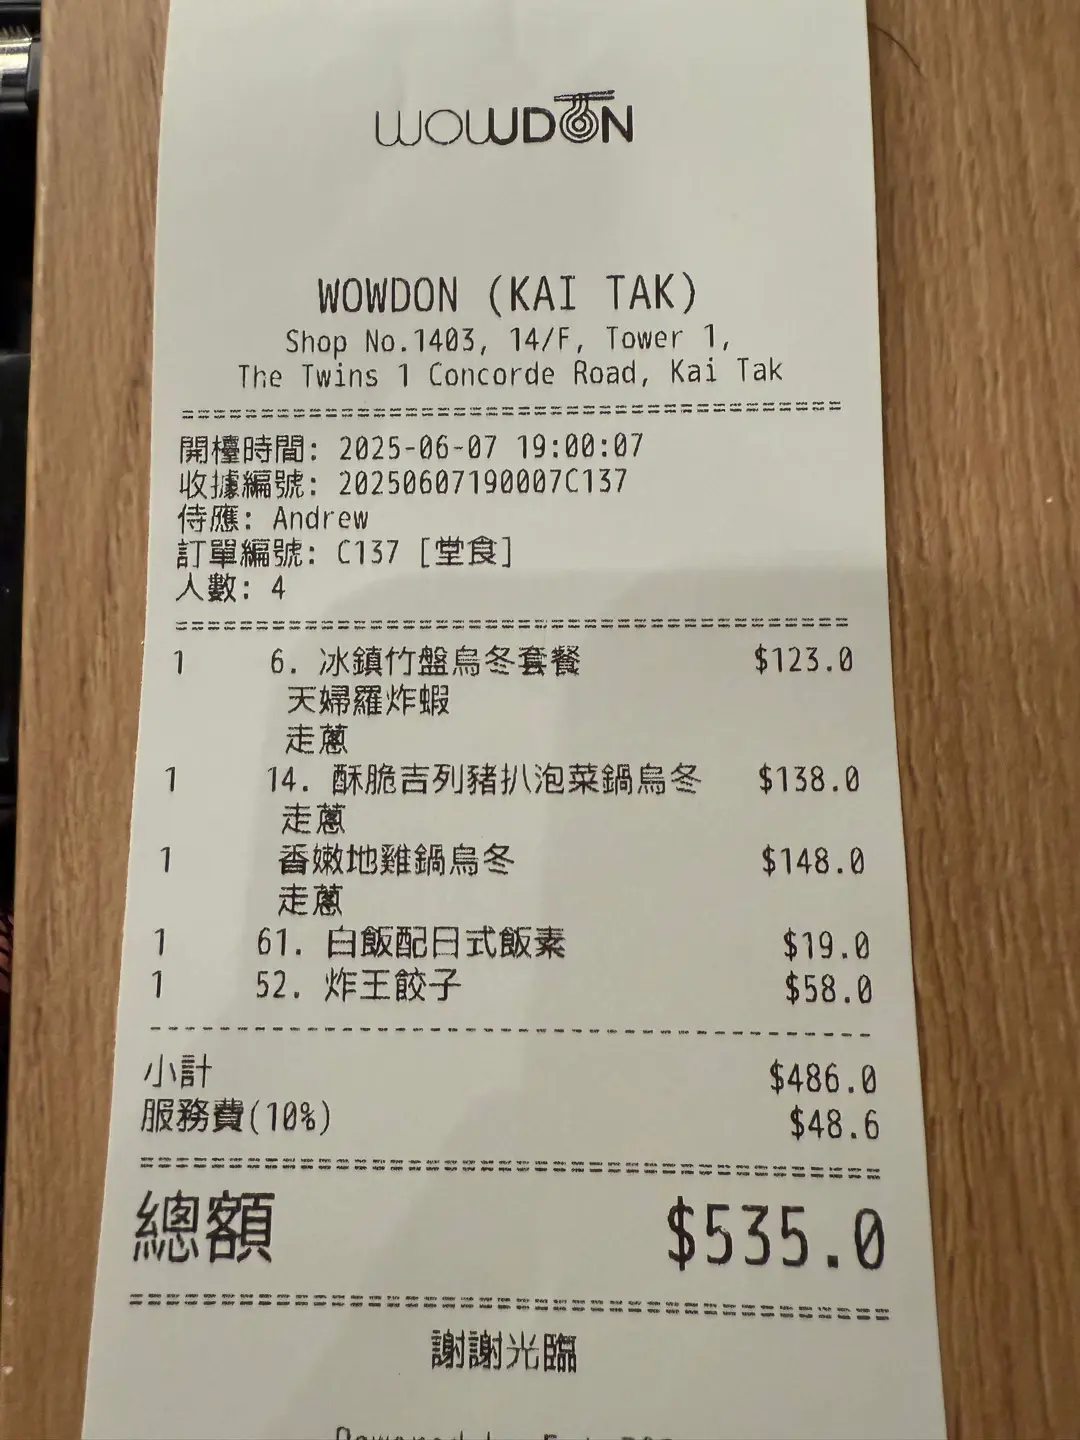 WOWDON
WOWDON (KAI TAK)
Shop No.1403, 14/F, Tower 1,
The Twins 1 Concorde Road, Kai Tak
開檯時間: 2025-06-07 19:00:07
收據編號: 20250607190007C137
侍應: Andrew
訂單編號: C137 [堂食]
人數: 4
1 6. 冰鎮竹盤烏冬套餐 $123.0
天婦羅炸蝦
走蔥
1 14. 酥脆吉列豬扒泡菜鍋烏冬 $138.0
走蔥
1 香嫩地雞鍋烏冬 $148.0
走蔥
1 61. 白飯配日式飯素 $19.0
1 52. 炸王餃子 $58.0
小計 $486.0
服務費(10%) $48.6
總額 $535.0
謝謝光臨